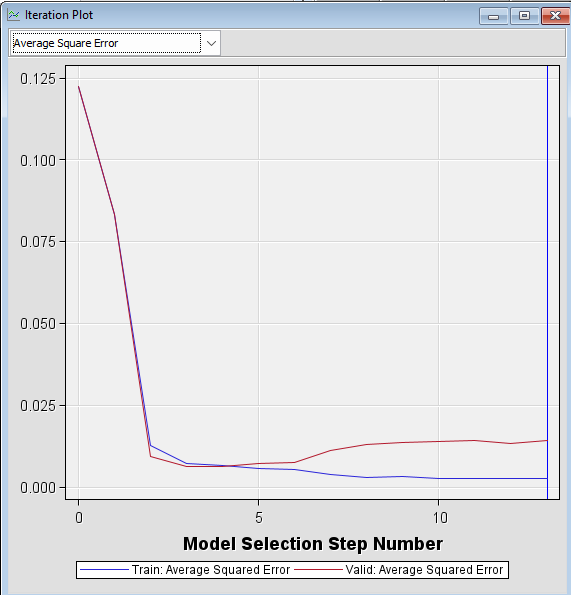 Iteration Plot
Average Square Error
0.125
0.100
0.075
0.050
0.025
0.000
0 5 10
Model Selection Step Number
Train: Average Squared Error Valid: Average Squared Error